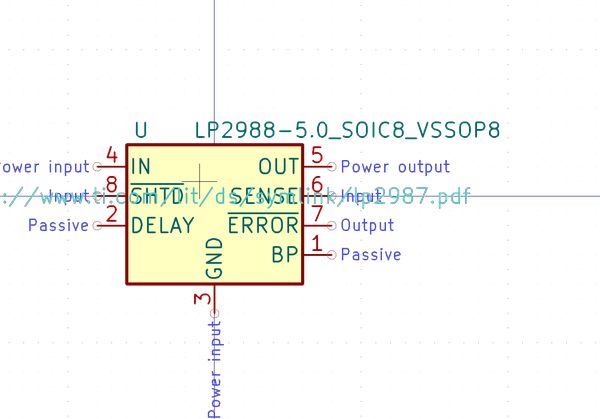 U LP2988-5.0_SOIC8_VSSOP8
ower input 4 IN OUT 5 Power output
Input 8 SHTD SENSE 6 Input
://www.ti.com/lit/ds/symlink/lp2987.pdf
Passive 2 DELAY ERROR 7 Output
GND BP 1 Passive
3
Power input